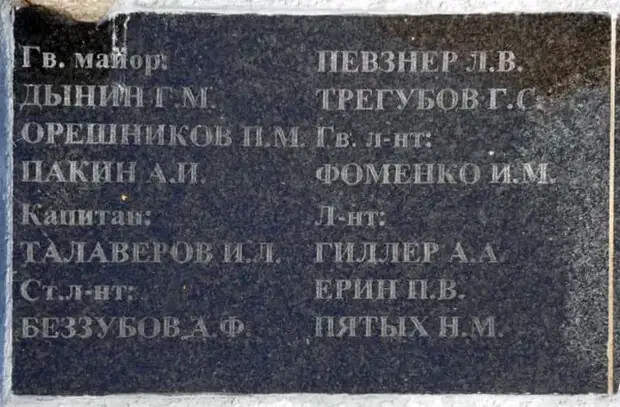 Гв. майор:
ДЫНИН Г.М.
ОРЕШНИКОВ П.М.
ПАКИН А.И.
Капитан:
ТАЛАВЕРОВ И.Л.
Ст.л-нт:
БЕЗЗУБОВ А.Ф.
ПЕВЗНЕР Л.В.
ТРЕГУБОВ Г.С.
Гв. л-нт:
ФОМЕНКО И.М.
Л-нт:
ГИЛЛЕР А.А.
ЕРИН П.В.
ПЯТЫХ Н.М.